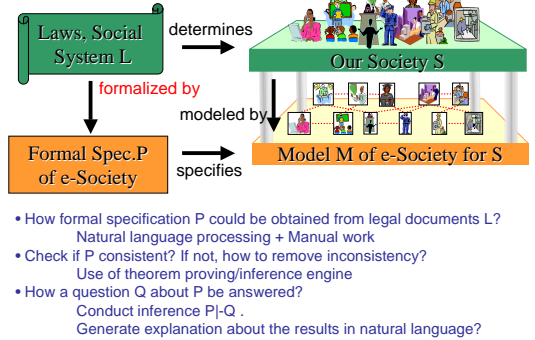 Laws, Social
System L
determines
Our Society S
formalized by
modeled by
Formal Spec.P
of e-Society
specifies
Model M of e-Society for S
• How formal specification P could be obtained from legal documents L?
Natural language processing + Manual work
• Check if P consistent? If not, how to remove inconsistency?
Use of theorem proving/inference engine
• How a question Q about P be answered?
Conduct inference P|-Q .
Generate explanation about the results in natural language?